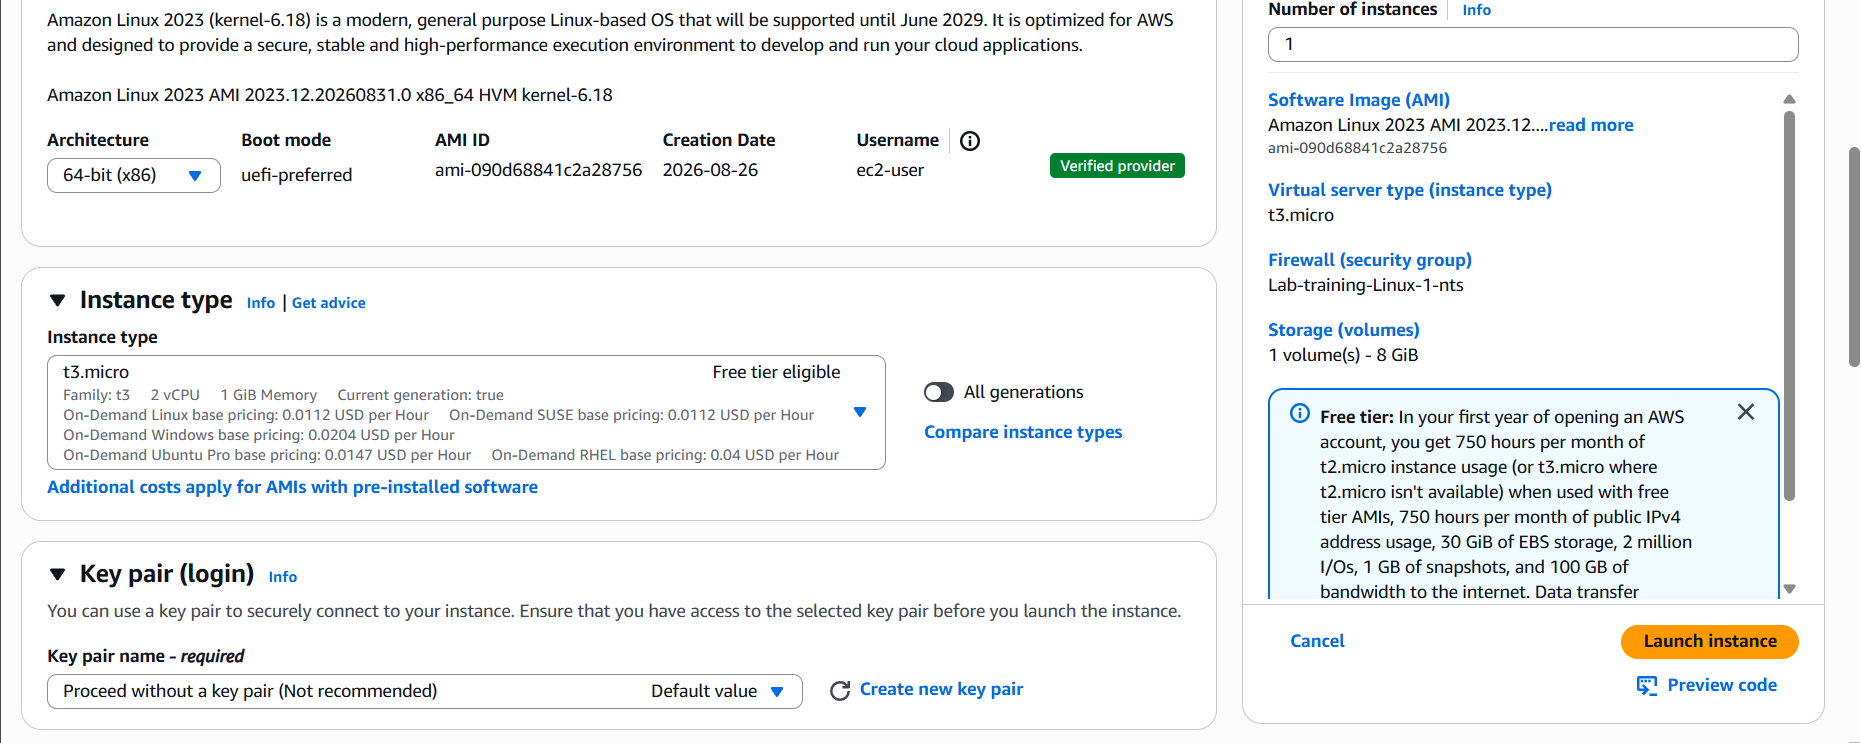 Amazon Linux 2023 (kernel-6.18) is a modern, general purpose Linux-based OS that will be supported until June 2029. It is optimized for AWS
and designed to provide a secure, stable and high-performance execution environment to develop and run your cloud applications.
Amazon Linux 2023 AMI 2023.12.20260831.0 x86_64 HVM kernel-6.18
Architecture Boot mode AMI ID Creation Date Username
64-bit (x86) uefi-preferred ami-090d68841c2a28756 2026-08-26 ec2-user Verified provider
Instance type Info | Get advice
Instance type
t3.micro Free tier eligible
Family: t3 2 vCPU 1 GiB Memory Current generation: true
On-Demand Linux base pricing: 0.0112 USD per Hour On-Demand SUSE base pricing: 0.0112 USD per Hour
On-Demand Windows base pricing: 0.0204 USD per Hour
On-Demand Ubuntu Pro base pricing: 0.0147 USD per Hour On-Demand RHEL base pricing: 0.04 USD per Hour
All generations
Compare instance types
Additional costs apply for AMIs with pre-installed software
Key pair (login) Info
You can use a key pair to securely connect to your instance. Ensure that you have access to the selected key pair before you launch the instance.
Key pair name - required
Proceed without a key pair (Not recommended) Default value Create new key pair
Number of instances Info
1
Software Image (AMI)
Amazon Linux 2023 AMI 2023.12....read more
ami-090d68841c2a28756
Virtual server type (instance type)
t3.micro
Firewall (security group)
Lab-training-Linux-1-nts
Storage (volumes)
1 volume(s) - 8 GiB
Free tier: In your first year of opening an AWS
account, you get 750 hours per month of
t2.micro instance usage (or t3.micro where
t2.micro isn't available) when used with free
tier AMIs, 750 hours per month of public IPv4
address usage, 30 GiB of EBS storage, 2 million
I/Os, 1 GB of snapshots, and 100 GB of
bandwidth to the internet. Data transfer
Cancel Launch instance
Preview code